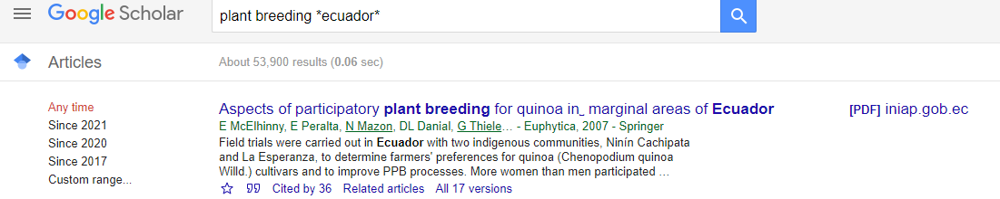 Google Scholar
plant breeding *ecuador*
Articles
About 53,900 results (0.06 sec)
Any time
Since 2021
Since 2020
Since 2017
Custom range...
Aspects of participatory plant breeding for quinoa in_ marginal areas of Ecuador
E McElhinny, E Peralta, N Mazon, DL Danial, G Thiele… - Euphytica, 2007 - Springer
Field trials were carried out in Ecuador with two indigenous communities, Ninín Cachipata
and La Esperanza, to determine farmers' preferences for quinoa (Chenopodium quinoa
Willd.) cultivars and to improve PPB processes. More women than men participated …
Cited by 36 Related articles All 17 versions
[PDF] iniap.gob.ec